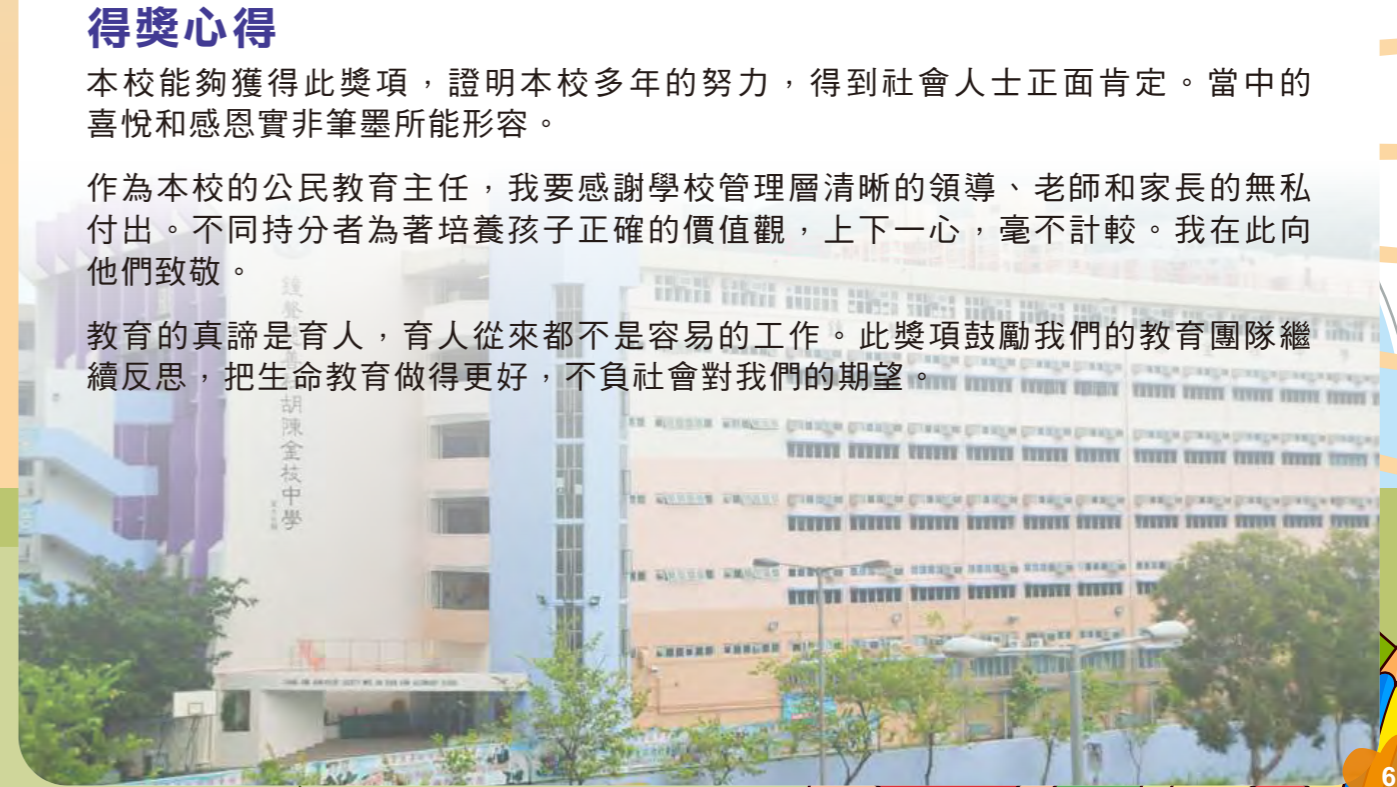 得獎心得
本校能夠獲得此獎項，證明本校多年的努力，得到社會人士正面肯定。當中的
喜悅和感恩實非筆墨所能形容。
作為本校的公民教育主任，我要感謝學校管理層清晰的領導、老師和家長的無私
付出。不同持分者為著培養孩子正確的價值觀，上下一心，毫不計較。我在此向
他們致敬。
教育的真諦是育人，育人從來都不是容易的工作。此獎項鼓勵我們的教育團隊繼
續反思，把生命教育做得更好，不負社會對我們的期望。
胡陳金枝中學
6